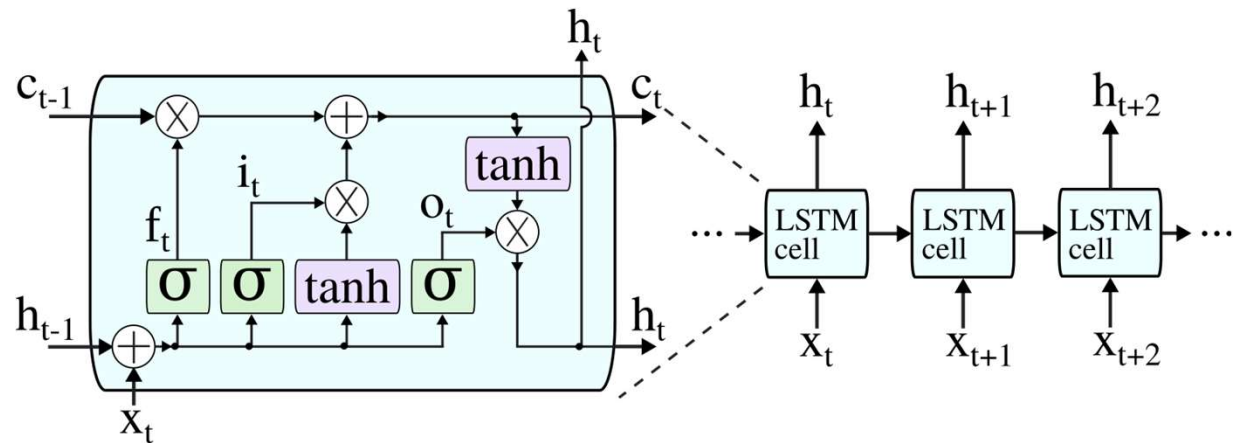 h_t
c_{t-1}
c_t
i_t
f_t
o_t
tanh
σ
σ
tanh
σ
h_{t-1}
h_t
x_t
h_t
h_{t+1}
h_{t+2}
...
LSTM
cell
LSTM
cell
LSTM
cell
...
x_t
x_{t+1}
x_{t+2}